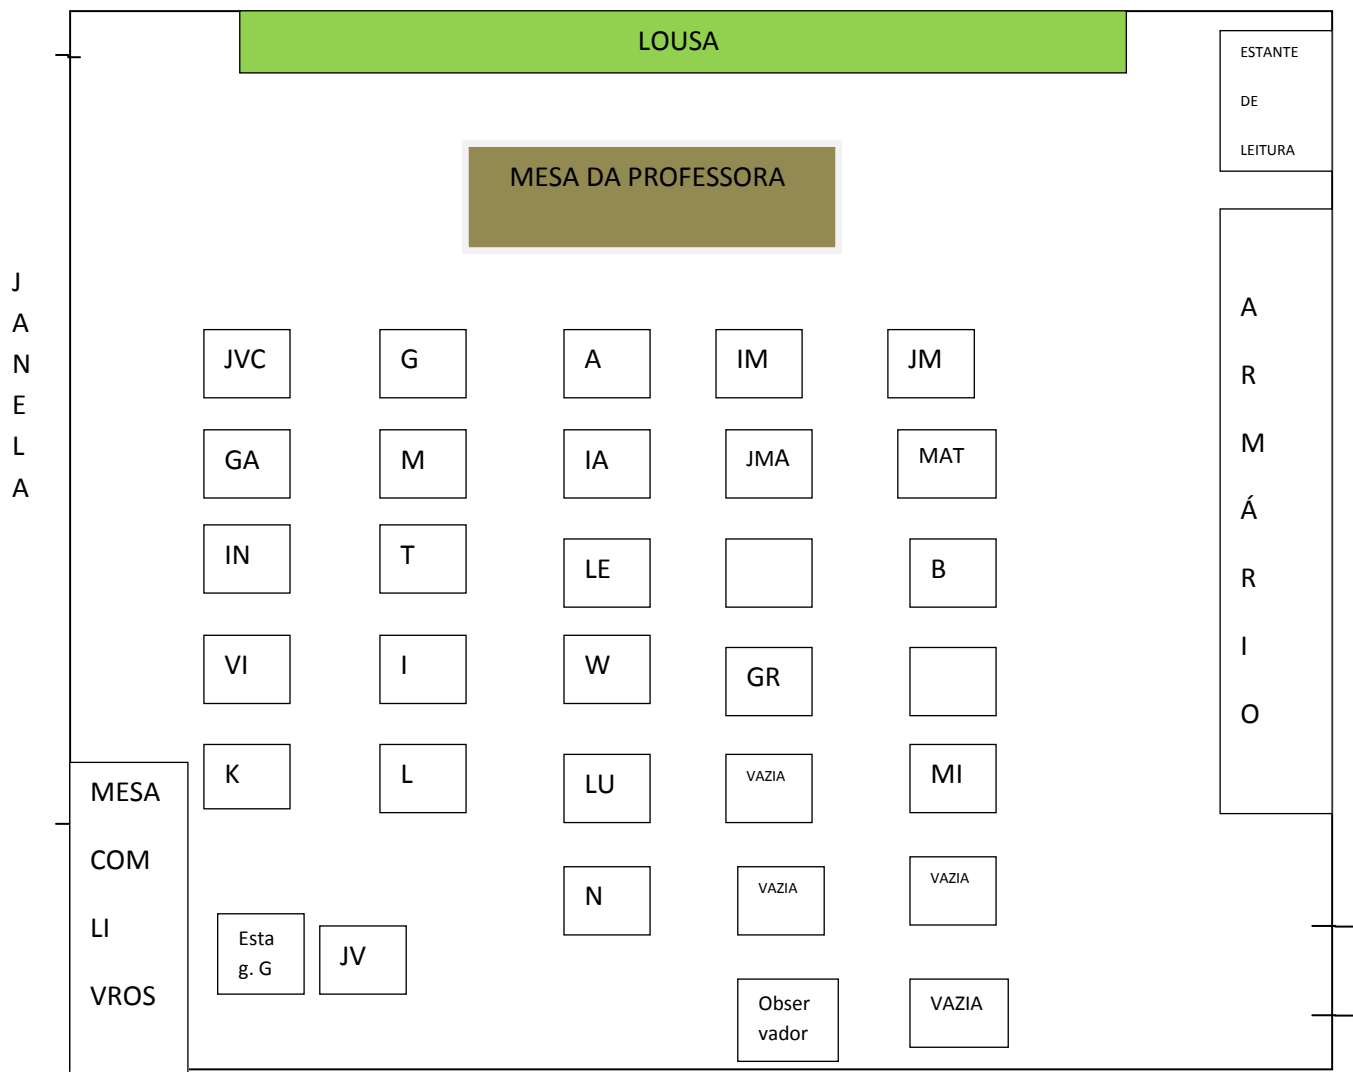 LOUSA
ESTANTE
DE
LEITURA
MESA DA PROFESSORA
J
A
N
E
L
A
A
R
M
Á
R
I
O
JVC
G
A
IM
JM
GA
M
IA
JMA
MAT
IN
T
LE
B
VI
I
W
GR
K
L
LU
VAZIA
MI
MESA
COM
LI
VROS
N
VAZIA
VAZIA
Esta
g. G
JV
Obser
vador
VAZIA